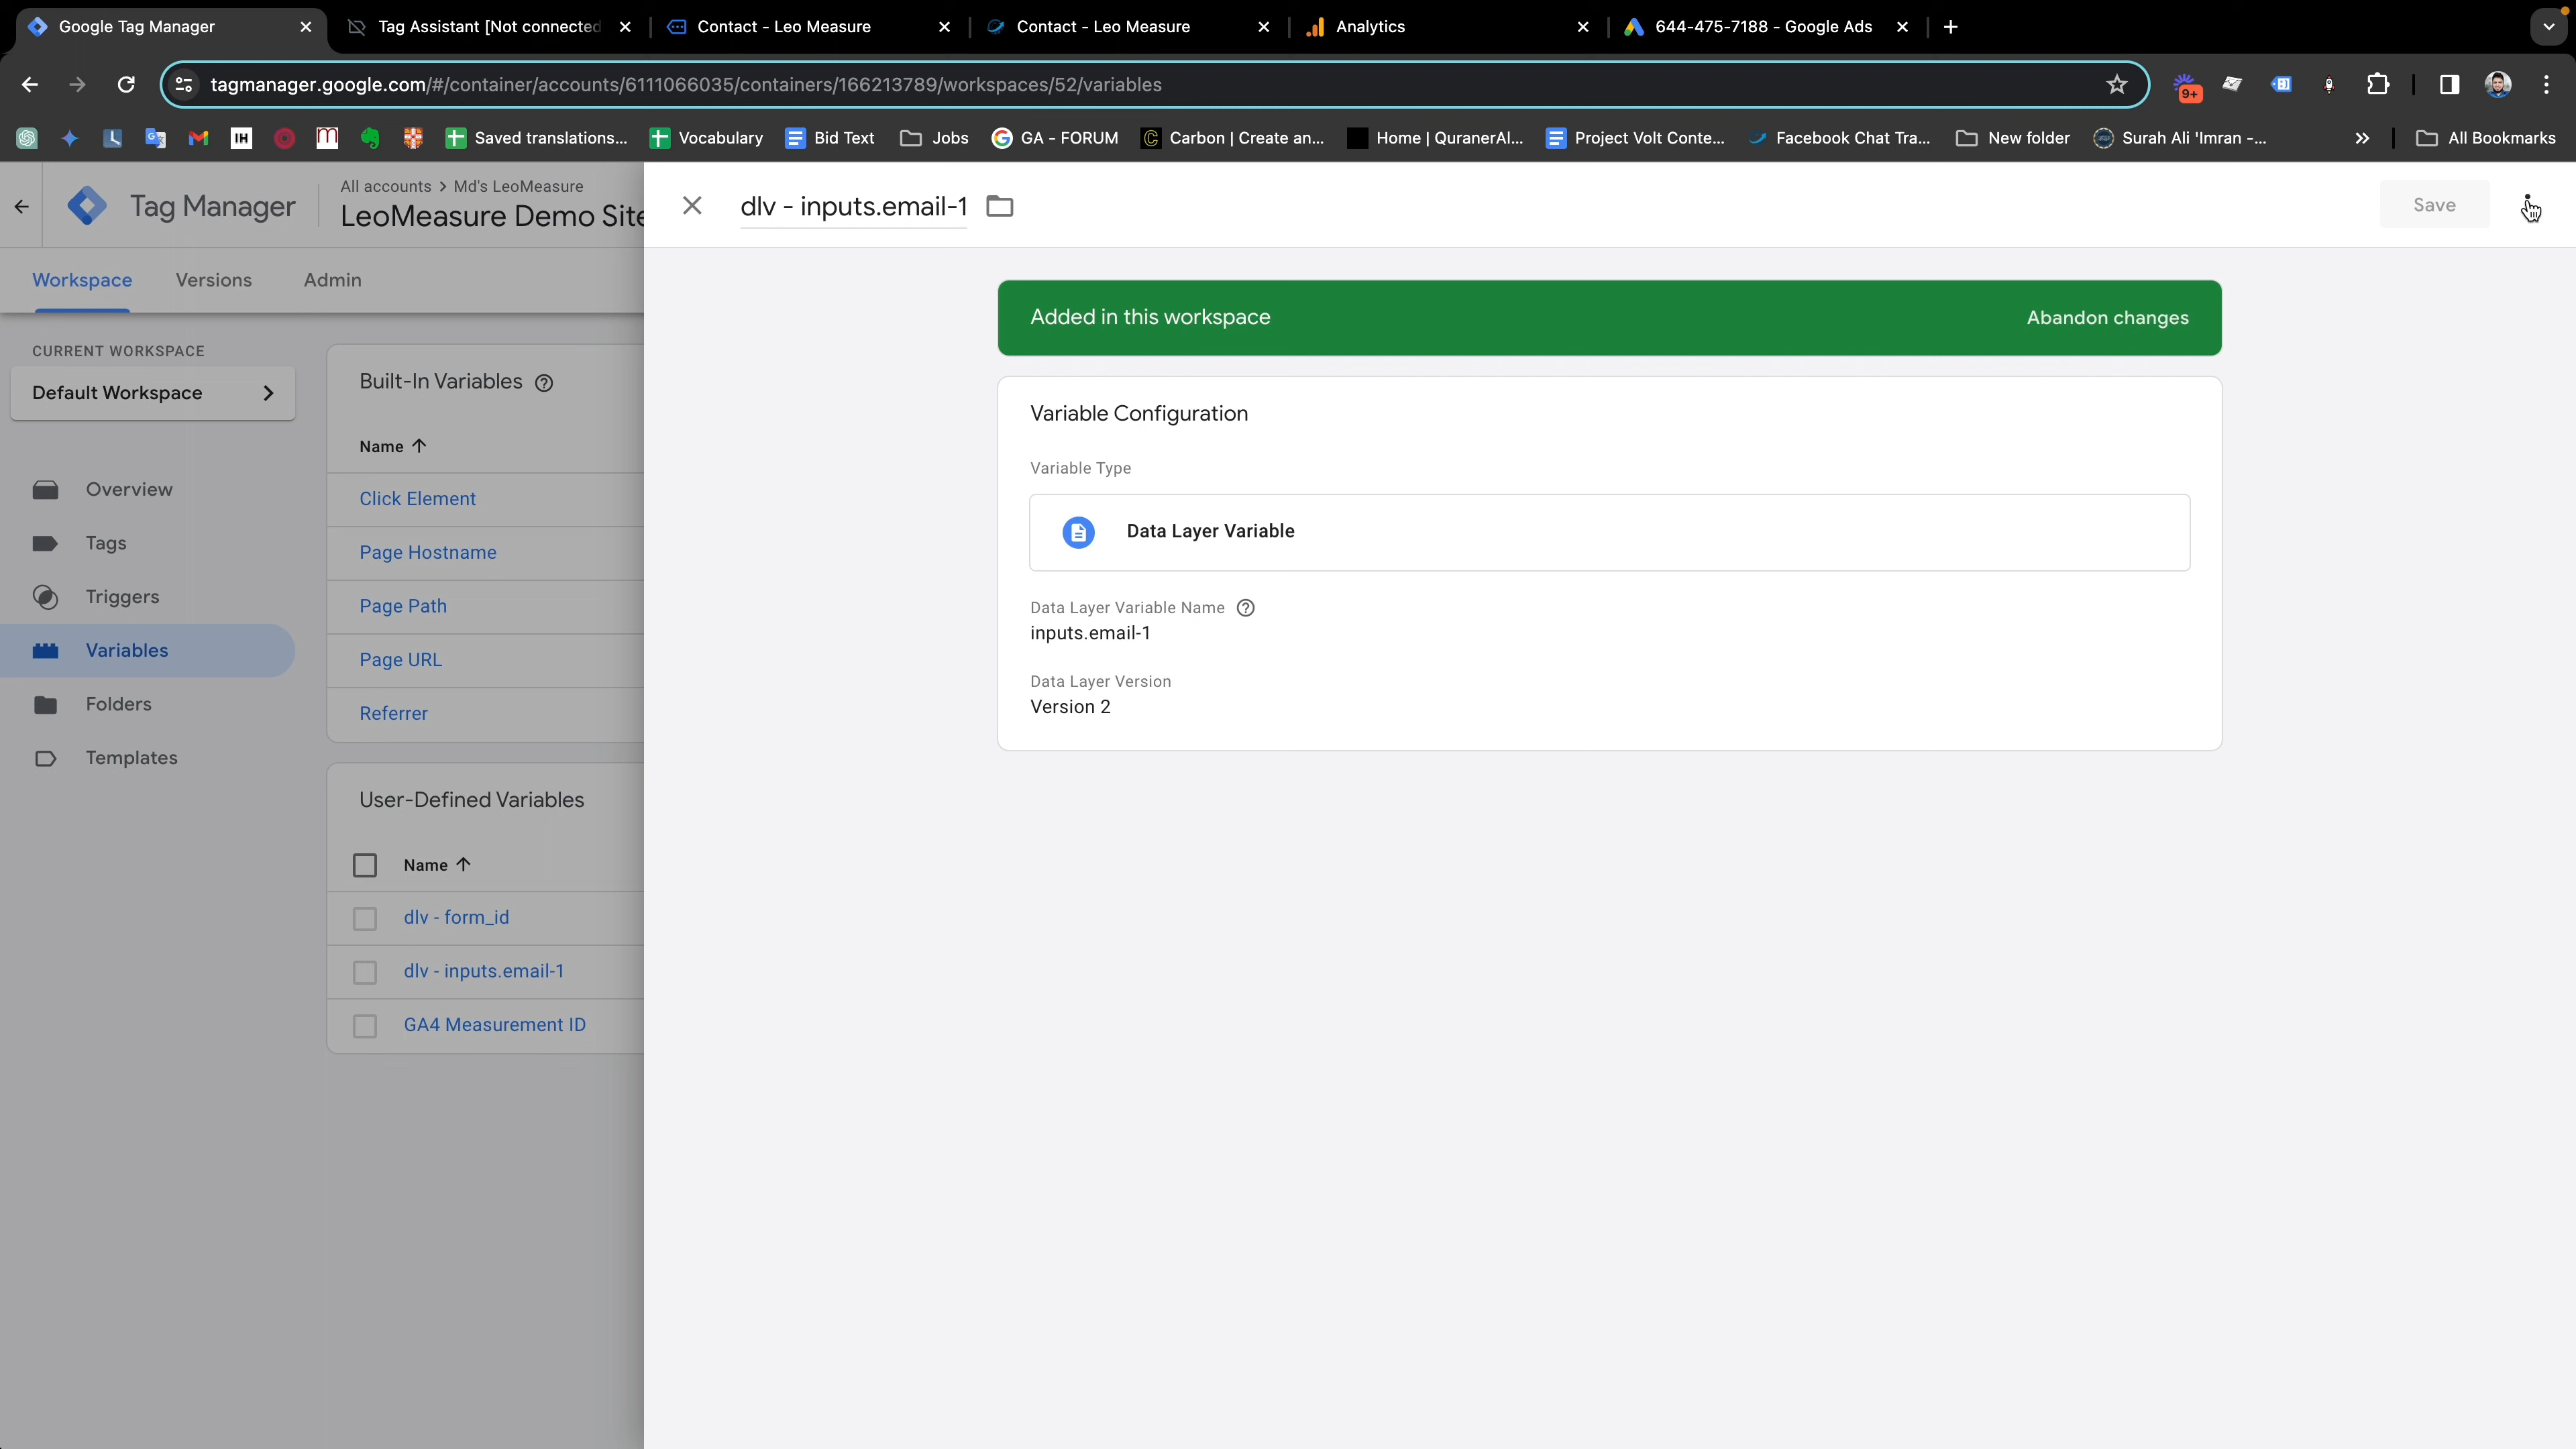 Google Tag Manager
Tag Assistant [Not connected
Contact - Leo Measure
Contact - Leo Measure
Analytics
644-475-7188 - Google Ads
tagmanager.google.com/#/container/accounts/6111066035/containers/166213789/workspaces/52/variables
9+
IH
Saved translations...
Vocabulary
Bid Text
Jobs
GA - FORUM
Carbon | Create an...
Home | QuranerAl...
Project Volt Conte...
Facebook Chat Tra...
New folder
Surah Ali 'Imran -...
All Bookmarks
Tag Manager
All accounts > Md's LeoMeasure
LeoMeasure Demo Site
dlv - inputs.email-1
Save
Workspace
Versions
Admin
Added in this workspace
Abandon changes
CURRENT WORKSPACE
Default Workspace
Overview
Tags
Triggers
Variables
Folders
Templates
Built-In Variables
Name
Click Element
Page Hostname
Page Path
Page URL
Referrer
User-Defined Variables
Name
dlv - form_id
dlv - inputs.email-1
GA4 Measurement ID
Variable Configuration
Variable Type
Data Layer Variable
Data Layer Variable Name
inputs.email-1
Data Layer Version
Version 2